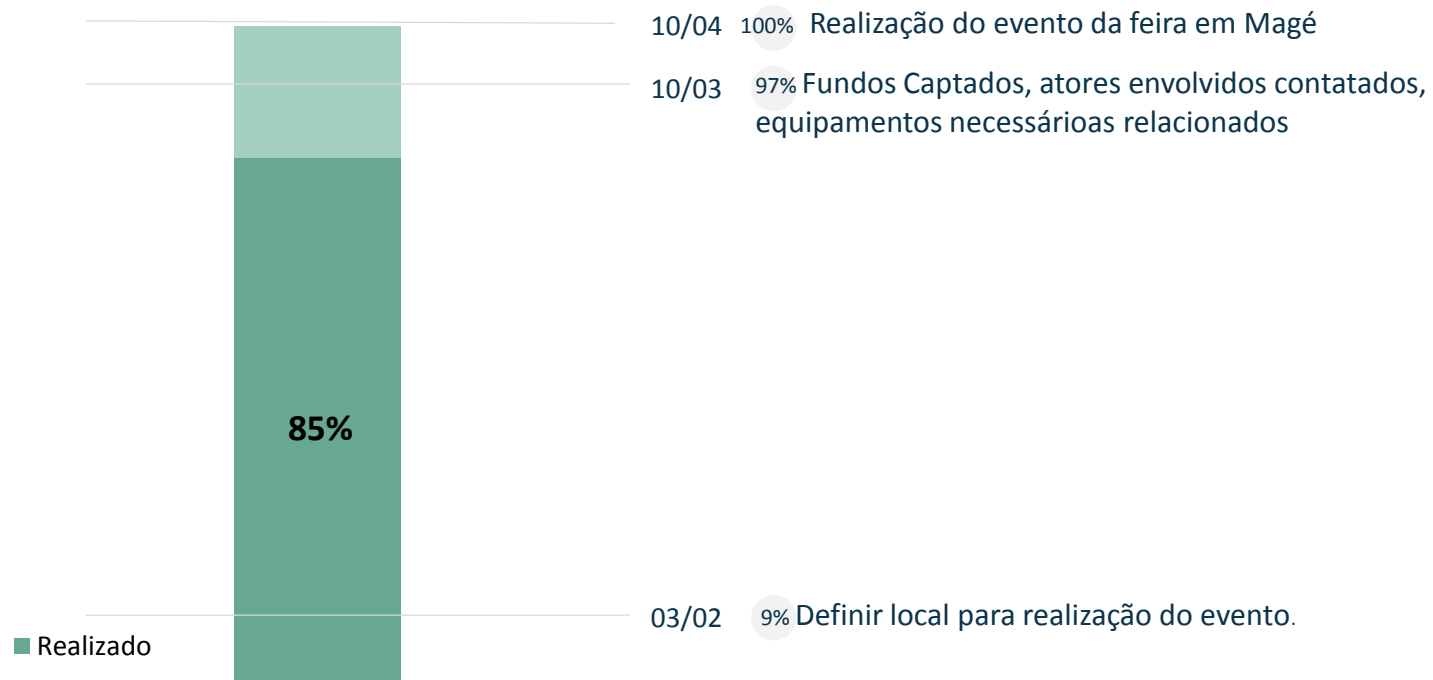 10/04 100% Realização do evento da feira em Magé
10/03 97% Fundos Captados, atores envolvidos contatados,
equipamentos necessárioas relacionados
85%
03/02 9% Definir local para realização do evento.
Realizado